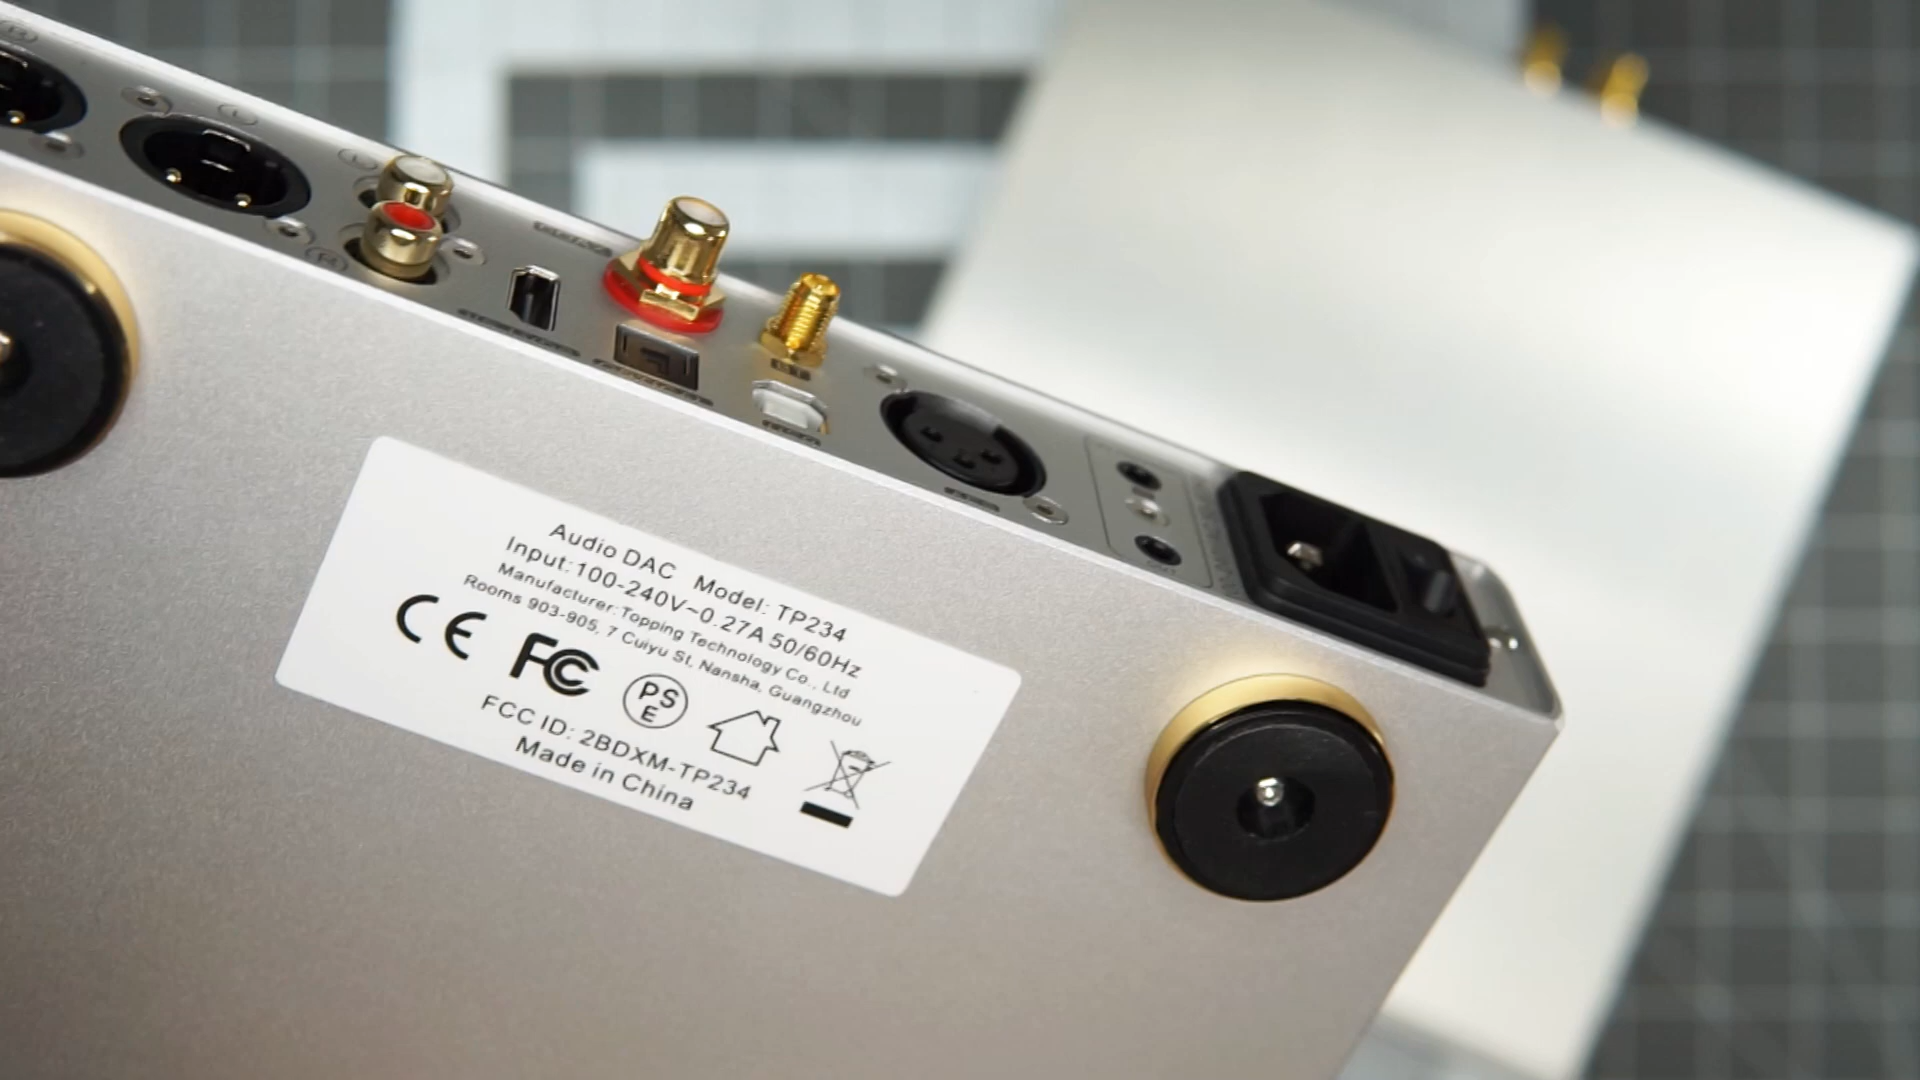 Audio DAC Model: TP234
Input:100-240V~0.27A 50/60Hz
Manufacturer:Topping Technology Co., Ltd
Rooms 903-905, 7 Cuiyu St, Nansha, Guangzhou
CE FC PSE
FCC ID: 2BDXM-TP234
Made in China